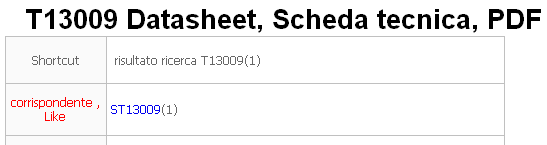 T13009 Datasheet, Scheda tecnica, PDF
Shortcut
risultato ricerca T13009(1)
corrispondente ,
Like
ST13009(1)